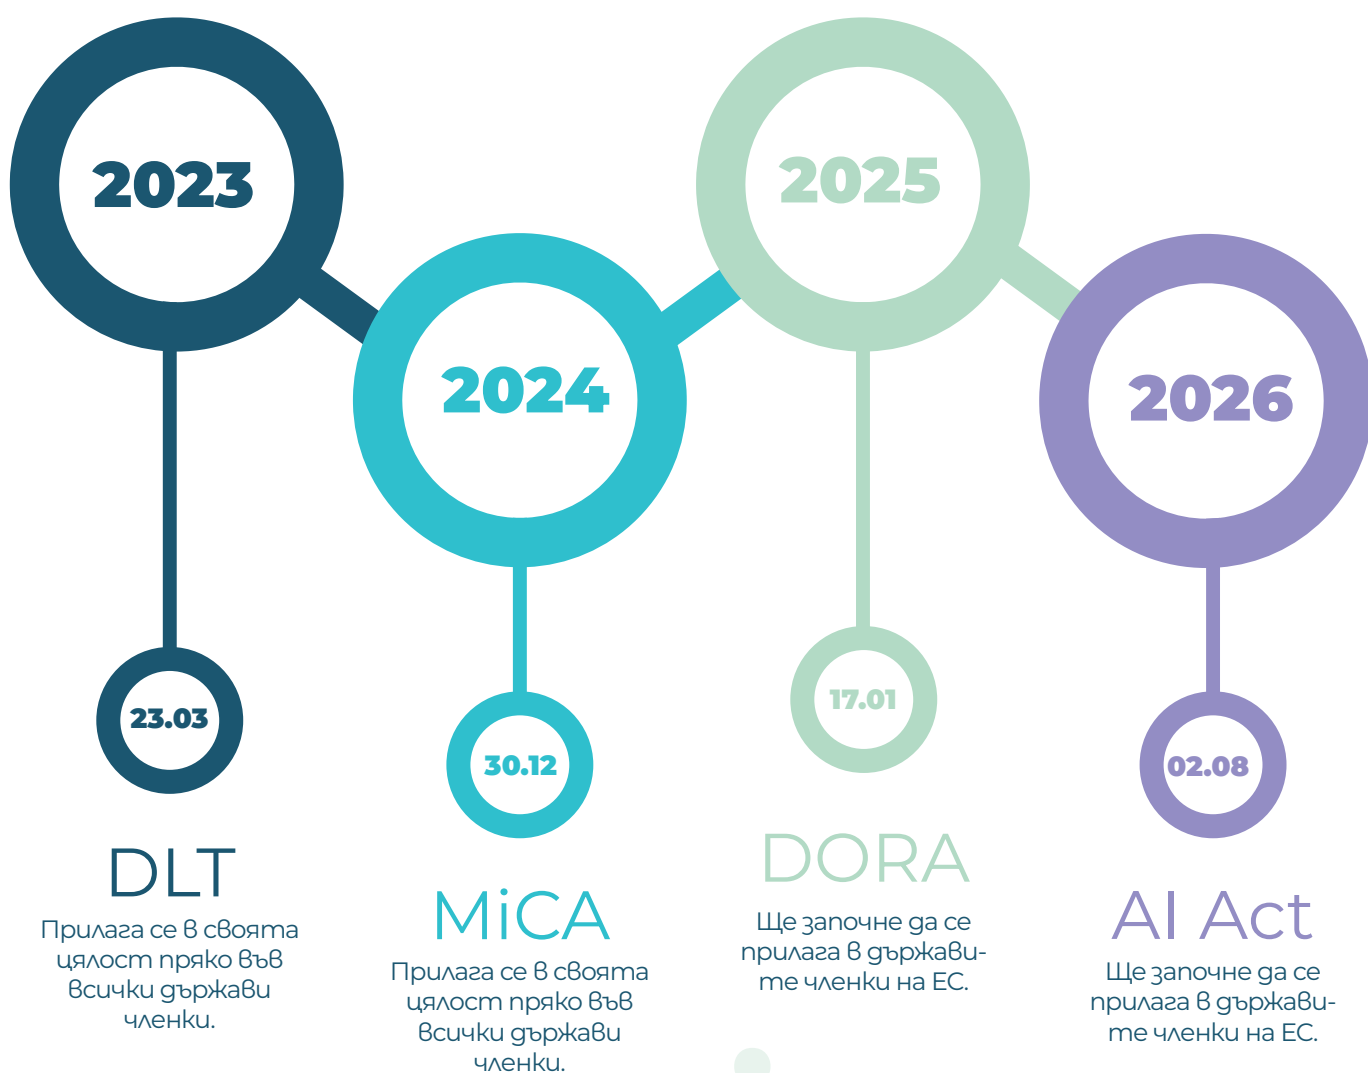 2023
23.03
DLT
Прилага се в своята
цялост пряко във
всички държави
членки.
2024
30.12
MiCA
Прилага се в своята
цялост пряко във
всички държави
членки.
2025
17.01
DORA
Ще започне да се
прилага в държави-
те членки на ЕС.
2026
02.08
AI Act
Ще започне да се
прилага в държави-
те членки на ЕС.